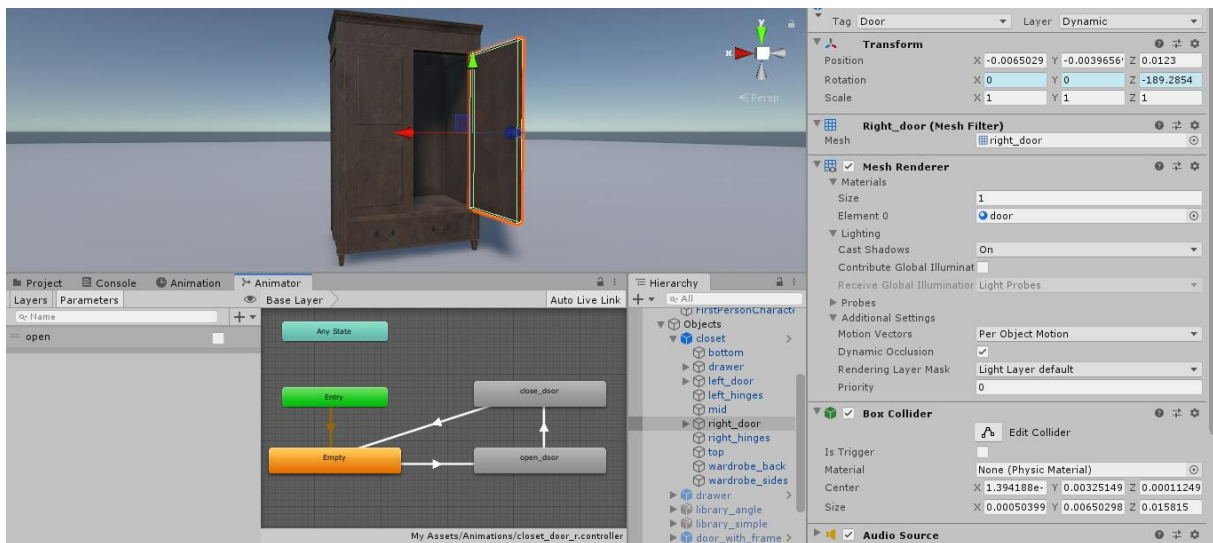 y
x
Persp
Project Console Animation Animator
Layers Parameters Base Layer Auto Live Link
Name
open
Any State
Entry
close_door
Empty
open_door
My Assets/Animations/closet_door_r.controller
Hierarchy
All
FirstPersonCharact
Objects
closet
bottom
drawer
left_door
left_hinges
mid
right_door
right_hinges
top
wardrobe_back
wardrobe_sides
drawer
library_angle
library_simple
door_with_frame
Tag Door Layer Dynamic
Transform
Position X -0.0065029 Y -0.0039656 Z 0.0123
Rotation X 0 Y 0 Z -189.2854
Scale X 1 Y 1 Z 1
Right_door (Mesh Filter)
Mesh right_door
Mesh Renderer
Materials
Size 1
Element 0 door
Lighting
Cast Shadows On
Contribute Global Illuminat
Receive Global Illumination Light Probes
Probes
Additional Settings
Motion Vectors Per Object Motion
Dynamic Occlusion
Rendering Layer Mask Light Layer default
Priority 0
Box Collider
Edit Collider
Is Trigger
Material None (Physic Material)
Center X 1.394188e- Y 0.00325149 Z 0.00011249
Size X 0.00050399 Y 0.00650298 Z 0.015815
Audio Source